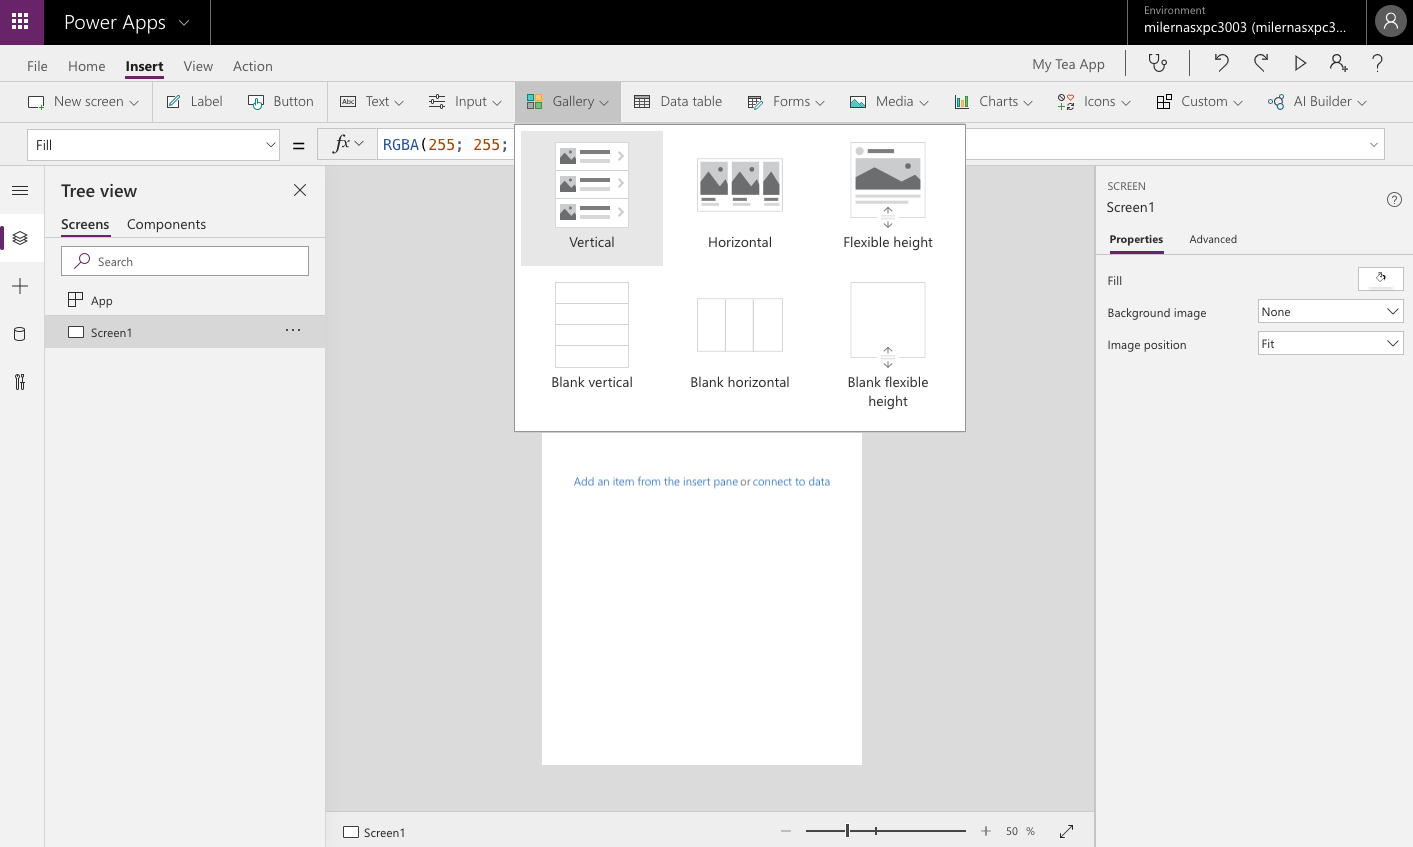 Power Apps
Environment
milernasxpc3003 (milernasxpc3...
File Home Insert View Action
My Tea App
New screen Label Button Text Input Gallery Data table Forms Media Charts Icons Custom AI Builder
Abc
Fill = fx RGBA(255; 255;
Tree view
Screens Components
Search
App
Screen1
Vertical Horizontal Flexible height
Blank vertical Blank horizontal Blank flexible
height
Add an item from the insert pane or connect to data
SCREEN
Screen1
Properties Advanced
Fill
Background image None
Image position Fit
Screen1 50 %